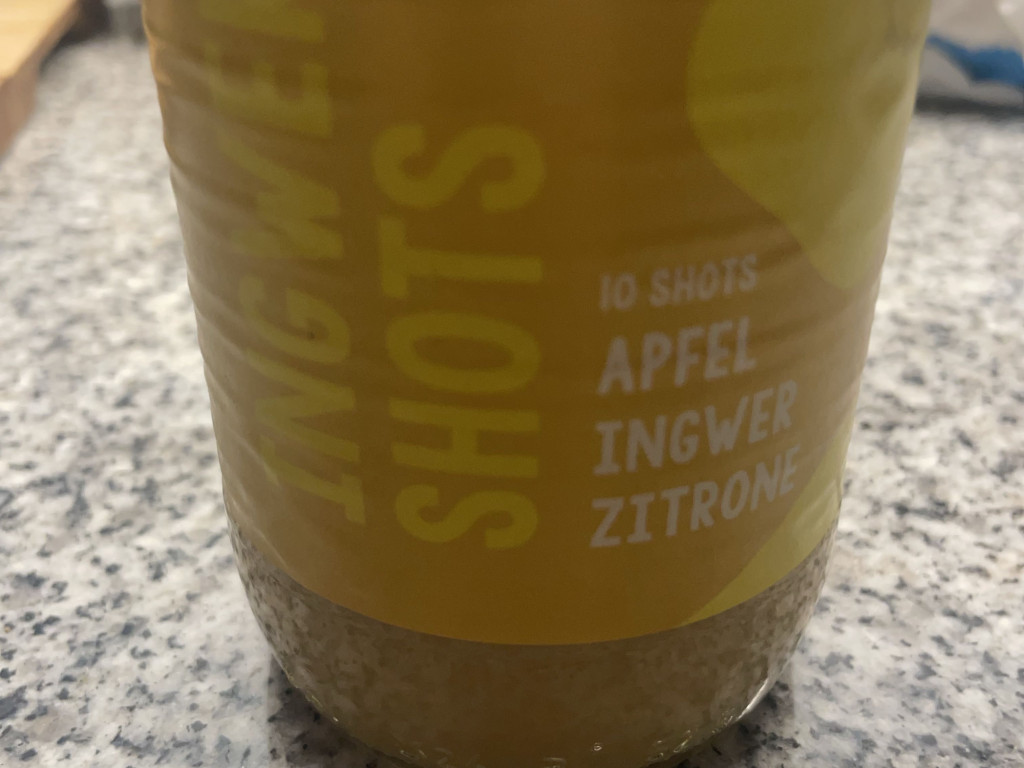 INGWER
SHOTS
10 SHOTS
APFEL
INGWER
ZITRONE